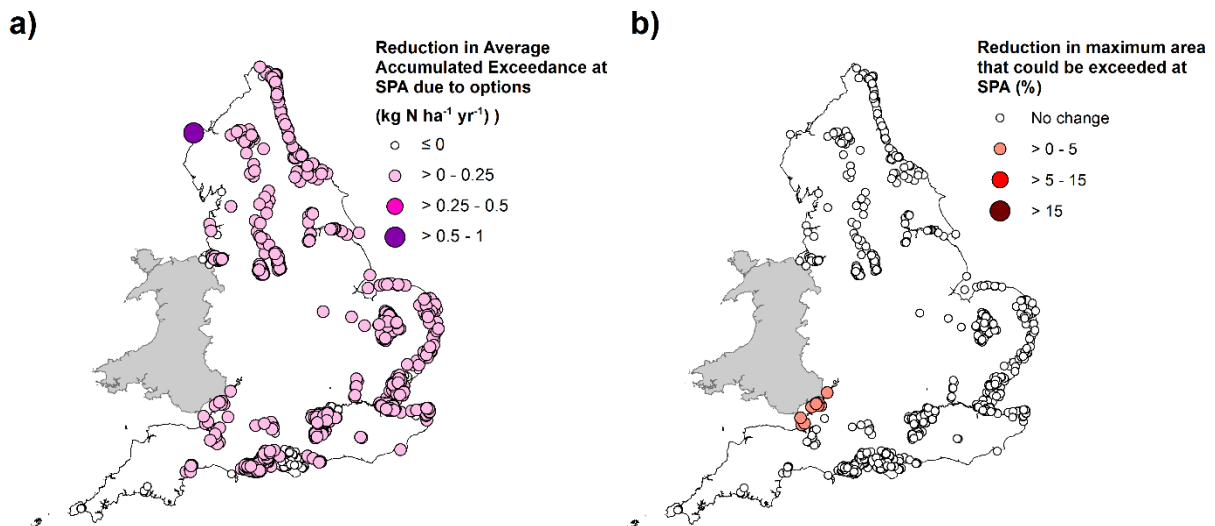 a)
Reduction in Average
Accumulated Exceedance at
SPA due to options
(kg N ha⁻¹ yr⁻¹) )
≤ 0
> 0 - 0.25
> 0.25 - 0.5
> 0.5 - 1
b)
Reduction in maximum area
that could be exceeded at
SPA (%)
No change
> 0 - 5
> 5 - 15
> 15